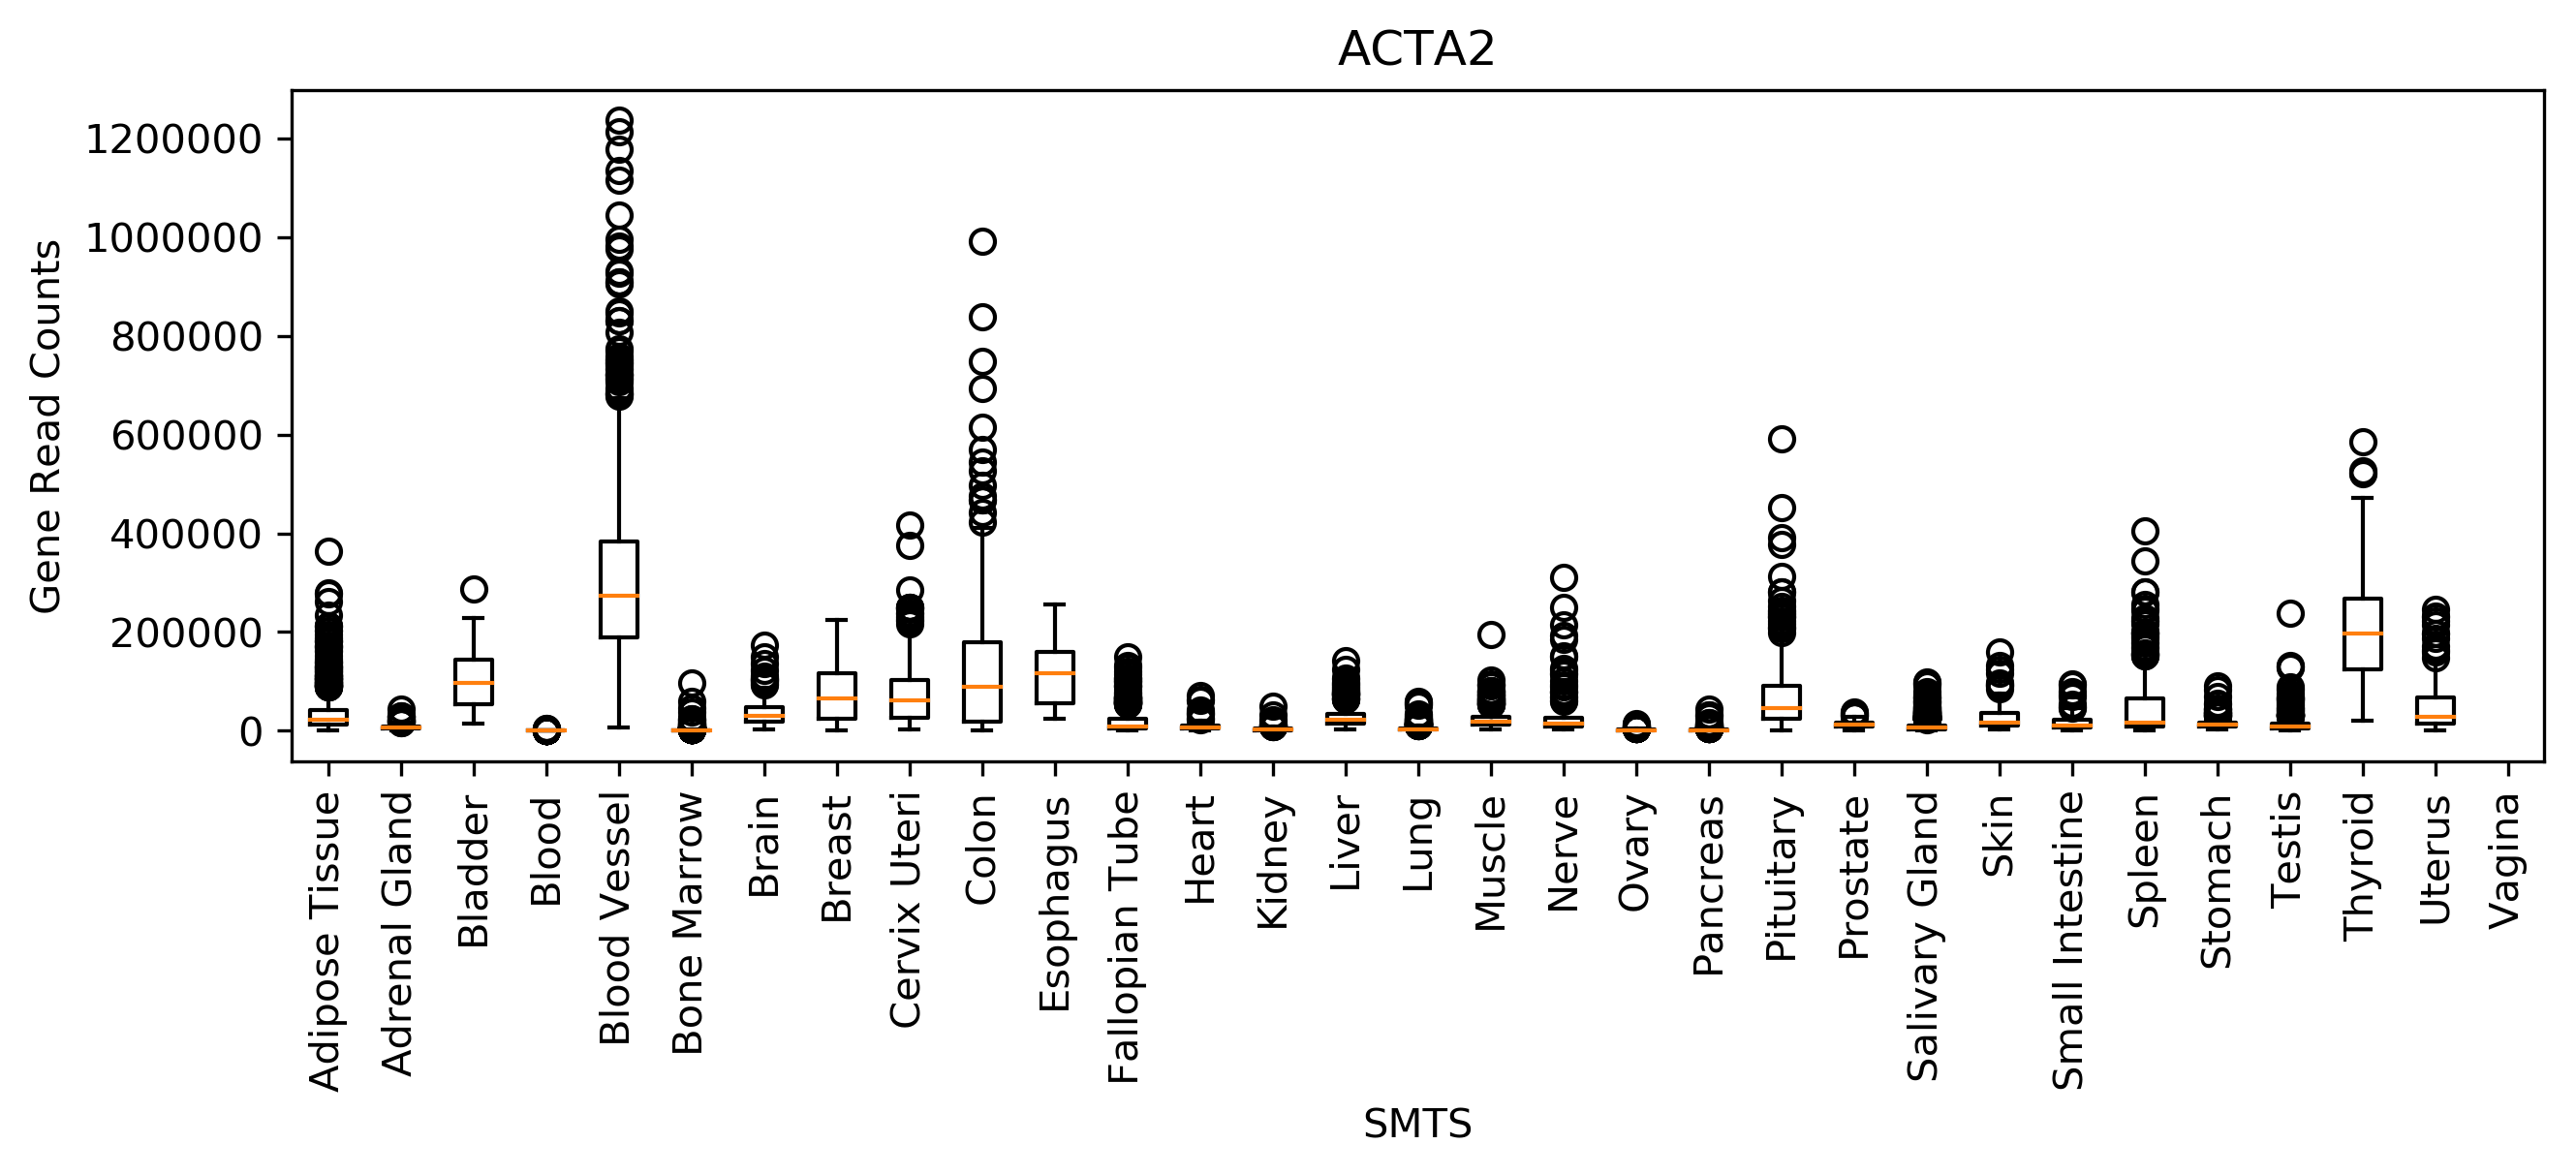 ACTA2
Gene Read Counts
1200000
1000000
800000
600000
400000
200000
0
Adipose Tissue
Adrenal Gland
Bladder
Blood
Blood Vessel
Bone Marrow
Brain
Breast
Cervix Uteri
Colon
Esophagus
Fallopian Tube
Heart
Kidney
Liver
Lung
Muscle
Nerve
Ovary
Pancreas
Pituitary
Prostate
Salivary Gland
Skin
Small Intestine
Spleen
Stomach
Testis
Thyroid
Uterus
Vagina
SMTS